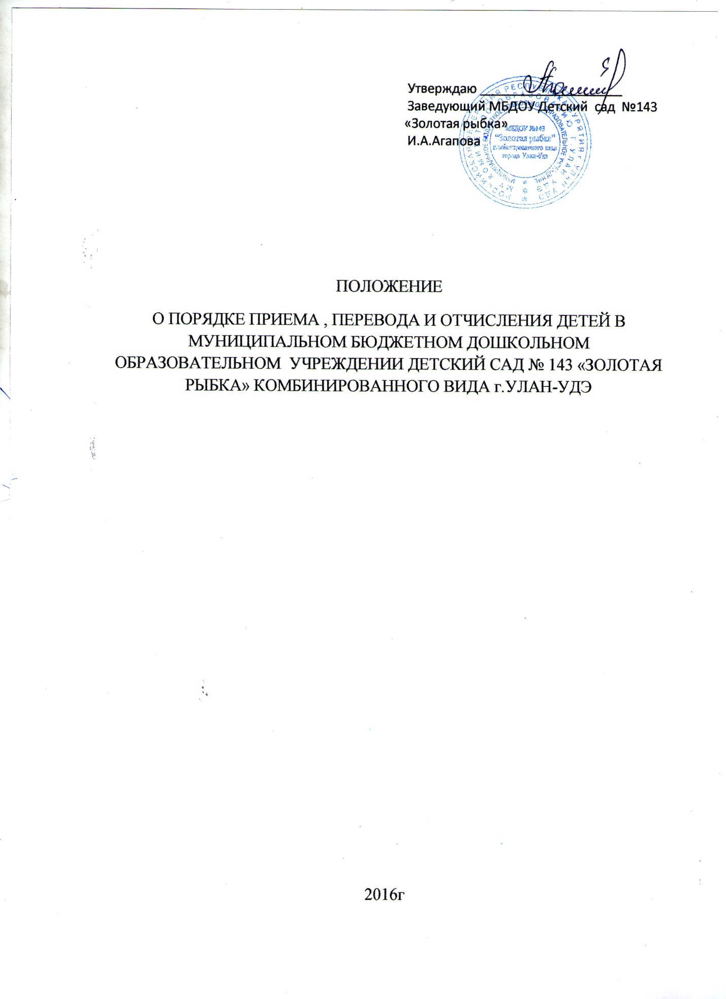 Утверждаю
Заведующий МБДОУ Детский сад №143
«Золотая рыбка»
И.А.Агапова
МБДОУ №143
“Золотая рыбка”
комбинированного вида
города Улан-Удэ
ПОЛОЖЕНИЕ
О ПОРЯДКЕ ПРИЕМА , ПЕРЕВОДА И ОТЧИСЛЕНИЯ ДЕТЕЙ В
МУНИЦИПАЛЬНОМ БЮДЖЕТНОМ ДОШКОЛЬНОМ
ОБРАЗОВАТЕЛЬНОМ УЧРЕЖДЕНИИ ДЕТСКИЙ САД № 143 «ЗОЛОТАЯ
РЫБКА» КОМБИНИРОВАННОГО ВИДА г.УЛАН-УДЭ
2016г